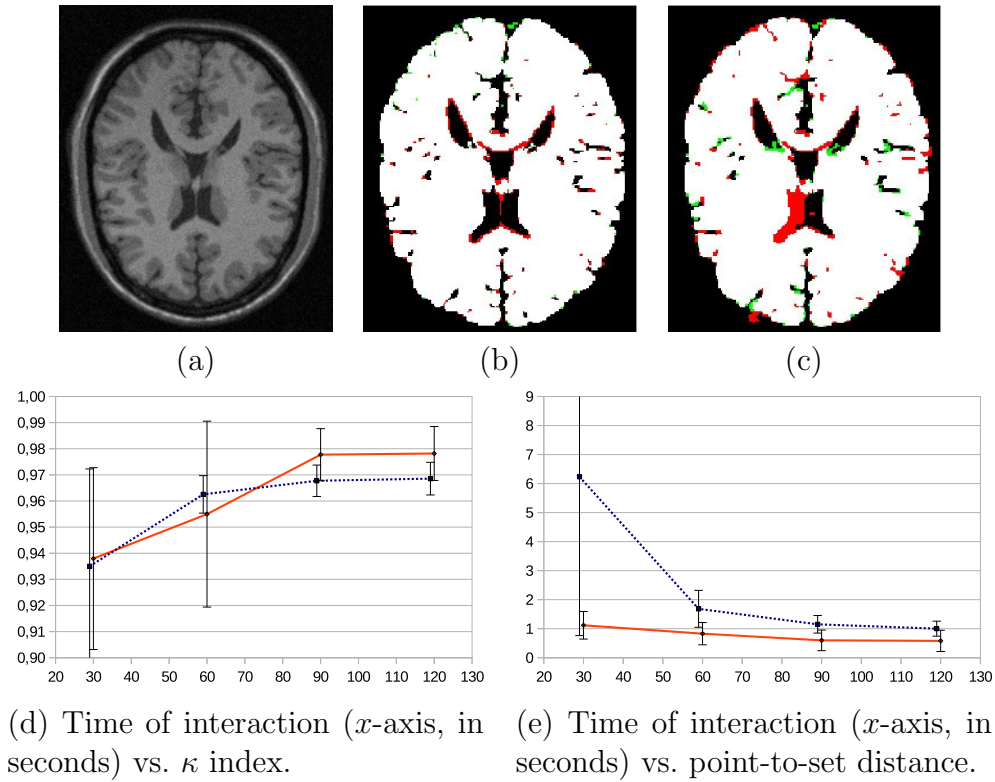 (a)
(b)
(c)
1,00
0,99
0,98
0,97
0,96
0,95
0,94
0,93
0,92
0,91
0,90
20 30 40 50 60 70 80 90 100 110 120 130
9
8
7
6
5
4
3
2
1
0
20 30 40 50 60 70 80 90 100 110 120 130
(d) Time of interaction (x-axis, in
seconds) vs. κ index.
(e) Time of interaction (x-axis, in
seconds) vs. point-to-set distance.